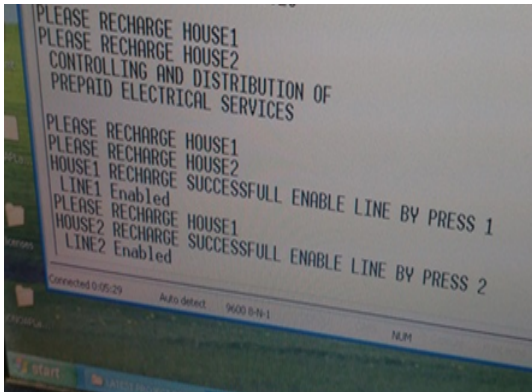 PLEASE RECHARGE HOUSE1
PLEASE RECHARGE HOUSE2
CONTROLLING AND DISTRIBUTION OF
PREPAID ELECTRICAL SERVICES
PLEASE RECHARGE HOUSE1
PLEASE RECHARGE HOUSE2
HOUSE1 RECHARGE SUCCESSFULL ENABLE LINE BY PRESS 1
LINE1 Enabled
PLEASE RECHARGE HOUSE1
HOUSE2 RECHARGE SUCCESSFULL ENABLE LINE BY PRESS 2
LINE2 Enabled
Connected 0:05:29 Auto detect 9600 8-N-1 NUM
start